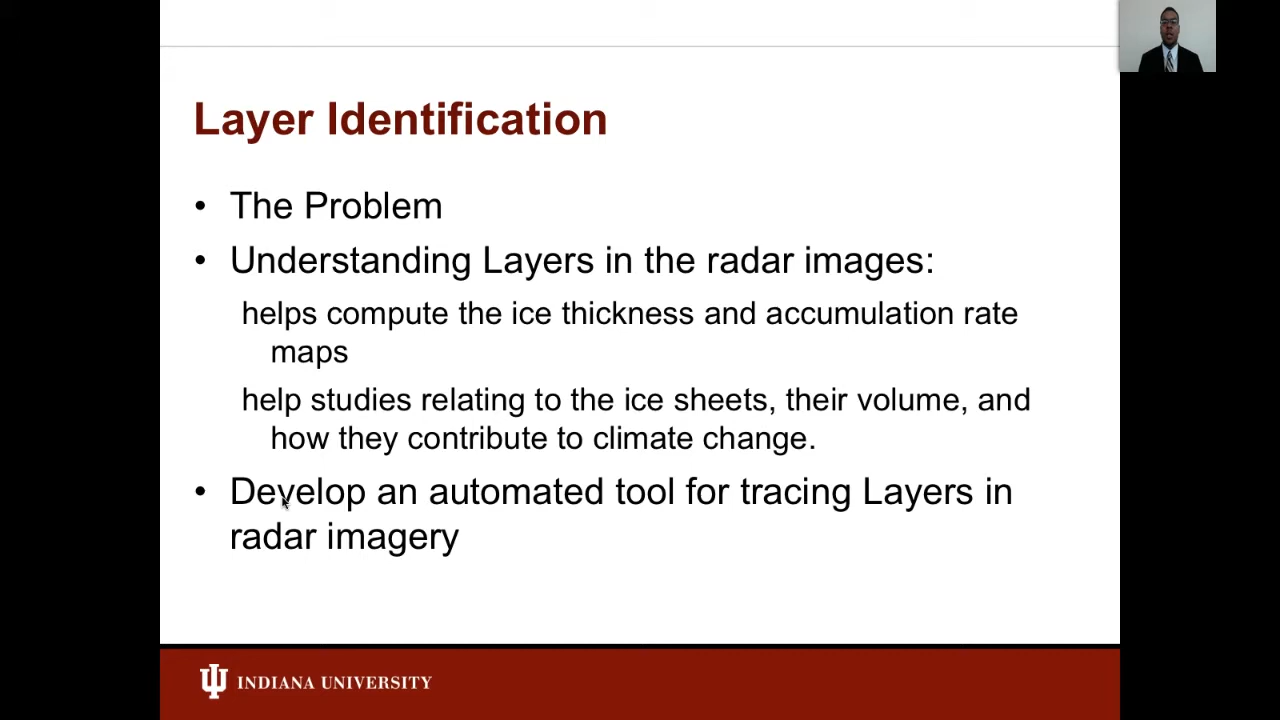 Layer Identification
• The Problem
• Understanding Layers in the radar images:
helps compute the ice thickness and accumulation rate
maps
help studies relating to the ice sheets, their volume, and
how they contribute to climate change.
• Develop an automated tool for tracing Layers in
radar imagery
INDIANA UNIVERSITY